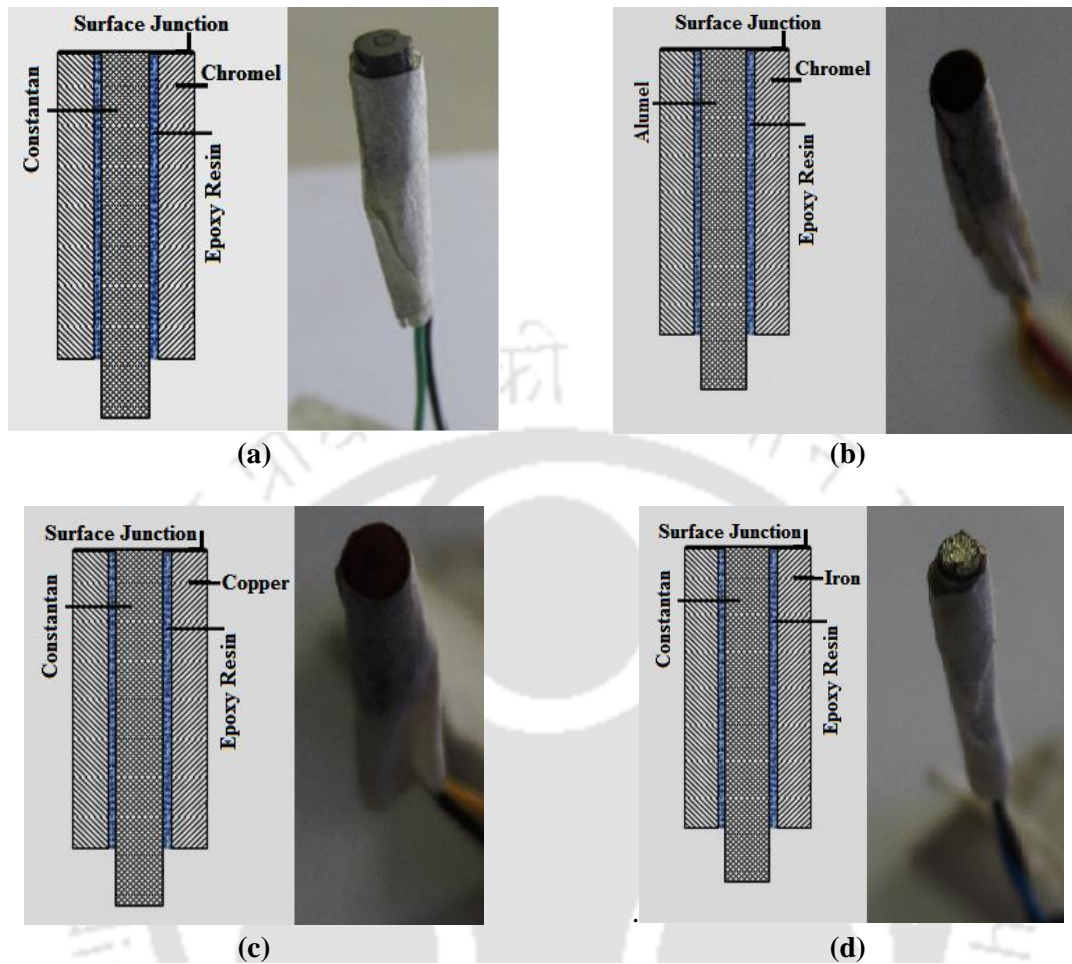 Surface Junction
Chromel
Constantan
Epoxy Resin
(a)
Surface Junction
Chromel
Alumel
Epoxy Resin
(b)
Surface Junction
Copper
Constantan
Epoxy Resin
(c)
Surface Junction
Iron
Constantan
Epoxy Resin
(d)